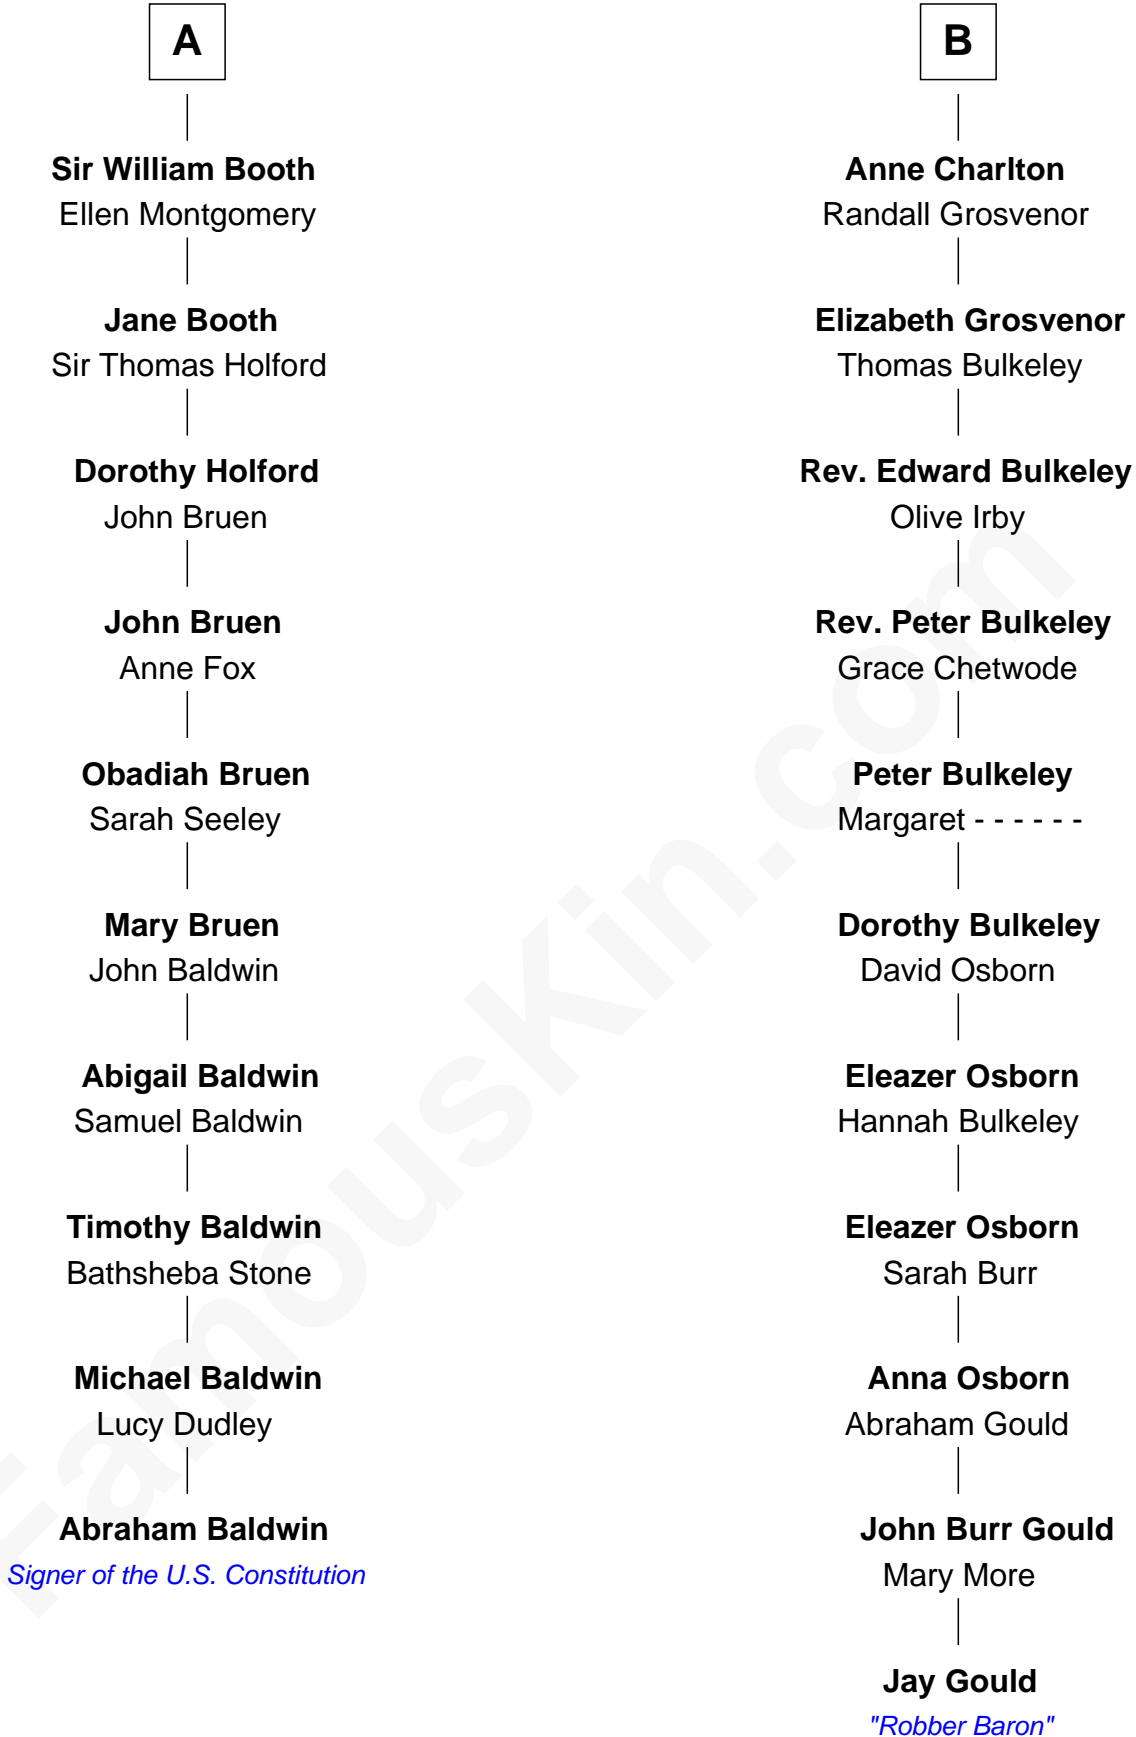 A
Sir William Booth
Ellen Montgomery
Jane Booth
Sir Thomas Holford
Dorothy Holford
John Bruen
John Bruen
Anne Fox
Obadiah Bruen
Sarah Seeley
Mary Bruen
John Baldwin
Abigail Baldwin
Samuel Baldwin
Timothy Baldwin
Bathsheba Stone
Michael Baldwin
Lucy Dudley
Abraham Baldwin
Signer of the U.S. Constitution
B
Anne Charlton
Randall Grosvenor
Elizabeth Grosvenor
Thomas Bulkeley
Rev. Edward Bulkeley
Olive Irby
Rev. Peter Bulkeley
Grace Chetwode
Peter Bulkeley
Margaret - - - - - -
Dorothy Bulkeley
David Osborn
Eleazer Osborn
Hannah Bulkeley
Eleazer Osborn
Sarah Burr
Anna Osborn
Abraham Gould
John Burr Gould
Mary More
Jay Gould
"Robber Baron"
FamousKin.com